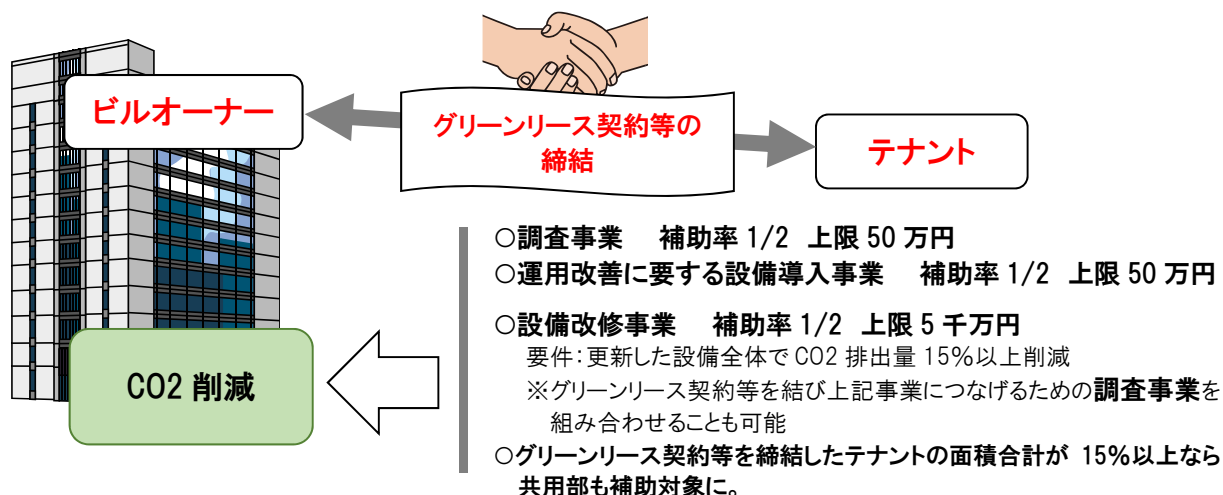 ビルオーナー
グリーンリース契約等の
締結
テナント
○調査事業 補助率 1/2 上限 50 万円
○運用改善に要する設備導入事業 補助率 1/2 上限 50 万円
○設備改修事業 補助率 1/2 上限 5 千万円
要件：更新した設備全体で CO2 排出量 15%以上削減
※グリーンリース契約等を結び上記事業につなげるための調査事業を
組み合わせることも可能
○グリーンリース契約等を締結したテナントの面積合計が 15%以上なら
共用部も補助対象に。
CO2 削減